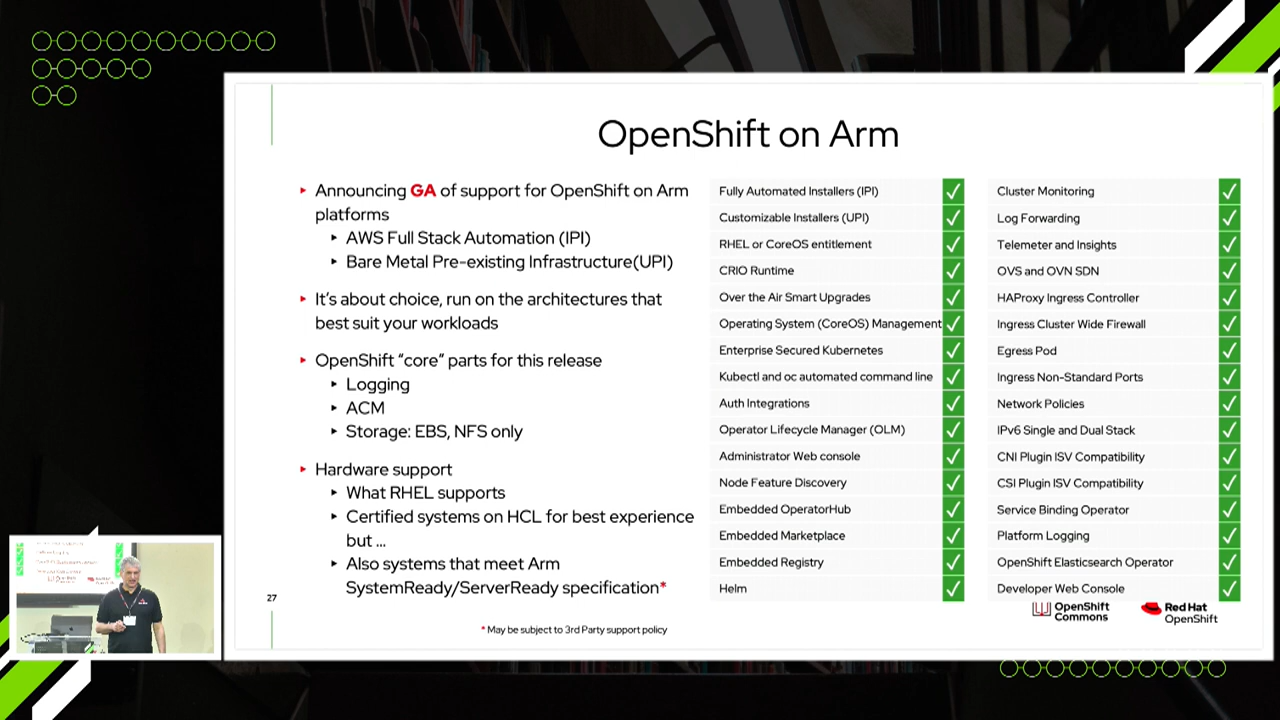 OpenShift on Arm
▸ Announcing GA of support for OpenShift on Arm
platforms
▸ AWS Full Stack Automation (IPI)
▸ Bare Metal Pre-existing Infrastructure(UPI)
▸ It's about choice, run on the architectures that
best suit your workloads
▸ OpenShift “core” parts for this release
▸ Logging
▸ ACM
▸ Storage: EBS, NFS only
▸ Hardware support
▸ What RHEL supports
▸ Certified systems on HCL for best experience
but ...
▸ Also systems that meet Arm
SystemReady/ServerReady specification*
27
* May be subject to 3rd Party support policy
Fully Automated Installers (IPI) ✓
Customizable Installers (UPI) ✓
RHEL or CoreOS entitlement ✓
CRIO Runtime ✓
Over the Air Smart Upgrades ✓
Operating System (CoreOS) Management ✓
Enterprise Secured Kubernetes ✓
Kubectl and oc automated command line ✓
Auth Integrations ✓
Operator Lifecycle Manager (OLM) ✓
Administrator Web console ✓
Node Feature Discovery ✓
Embedded OperatorHub ✓
Embedded Marketplace ✓
Embedded Registry ✓
Helm ✓
Cluster Monitoring ✓
Log Forwarding ✓
Telemeter and Insights ✓
OVS and OVN SDN ✓
HAProxy Ingress Controller ✓
Ingress Cluster Wide Firewall ✓
Egress Pod ✓
Ingress Non-Standard Ports ✓
Network Policies ✓
IPv6 Single and Dual Stack ✓
CNI Plugin ISV Compatibility ✓
CSI Plugin ISV Compatibility ✓
Service Binding Operator ✓
Platform Logging ✓
OpenShift Elasticsearch Operator ✓
Developer Web Console ✓
OpenShift
Commons
Red Hat
OpenShift